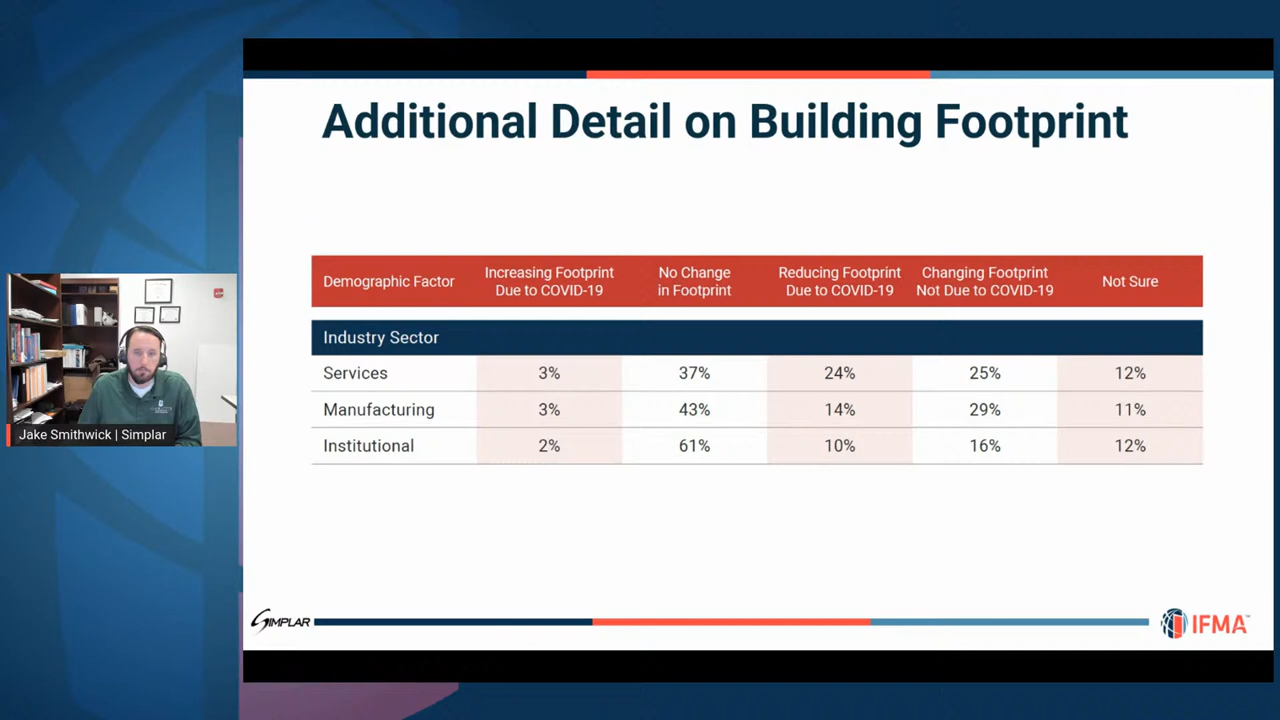 Additional Detail on Building Footprint
Demographic Factor
Increasing Footprint
Due to COVID-19
No Change
in Footprint
Reducing Footprint
Due to COVID-19
Changing Footprint
Not Due to COVID-19
Not Sure
Industry Sector
Services 3% 37% 24% 25% 12%
Manufacturing 3% 43% 14% 29% 11%
Institutional 2% 61% 10% 16% 12%
Jake Smithwick | Simplar
SIMPLAR
IFMA™